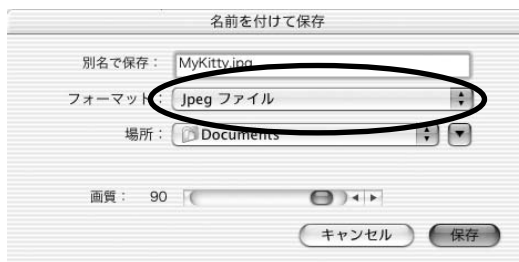 名前を付けて保存
別名で保存： MyKitty.jpg
フォーマット： Jpeg ファイル
場所： Documents
画質： 90
キャンセル 保存